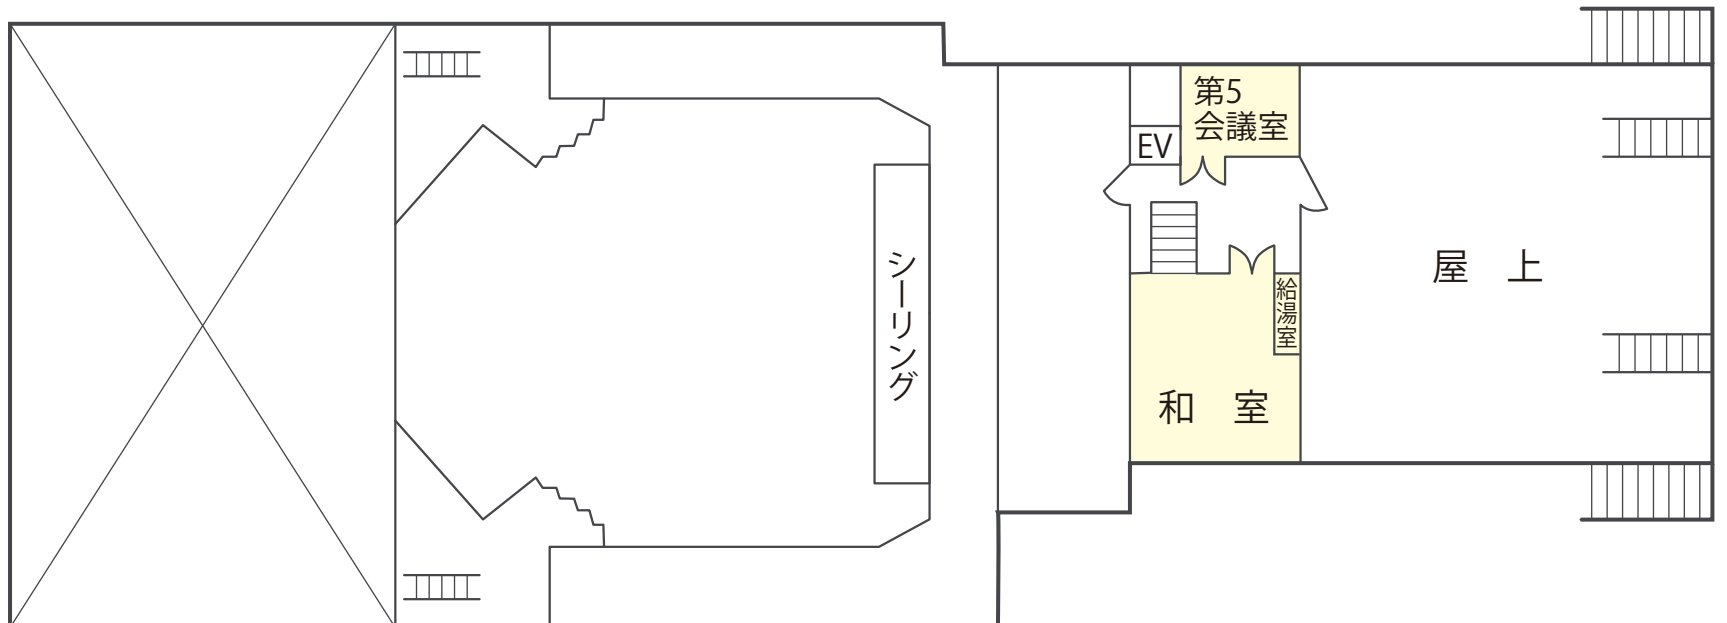 第5
会議室
EV
シーリング
給湯室
屋 上
和 室